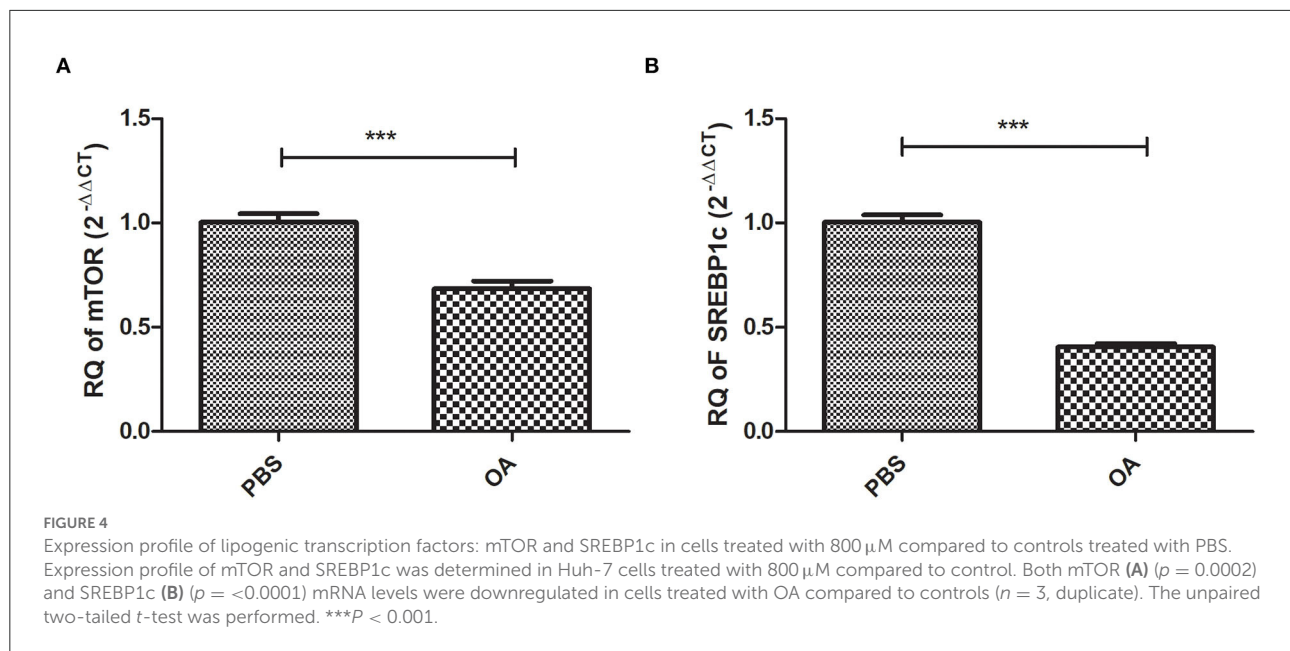 A
RQ of mTOR (2^-ΔΔCT)
1.5
1.0
0.5
0.0
***
PBS
OA
B
RQ oF SREBP1c (2^-ΔΔCT)
1.5
1.0
0.5
0.0
***
PBS
OA
FIGURE 4
Expression profile of lipogenic transcription factors: mTOR and SREBP1c in cells treated with 800 μM compared to controls treated with PBS.
Expression profile of mTOR and SREBP1c was determined in Huh-7 cells treated with 800 μM compared to control. Both mTOR (A) (p = 0.0002)
and SREBP1c (B) (p = <0.0001) mRNA levels were downregulated in cells treated with OA compared to controls (n = 3, duplicate). The unpaired
two-tailed t-test was performed. ***P < 0.001.